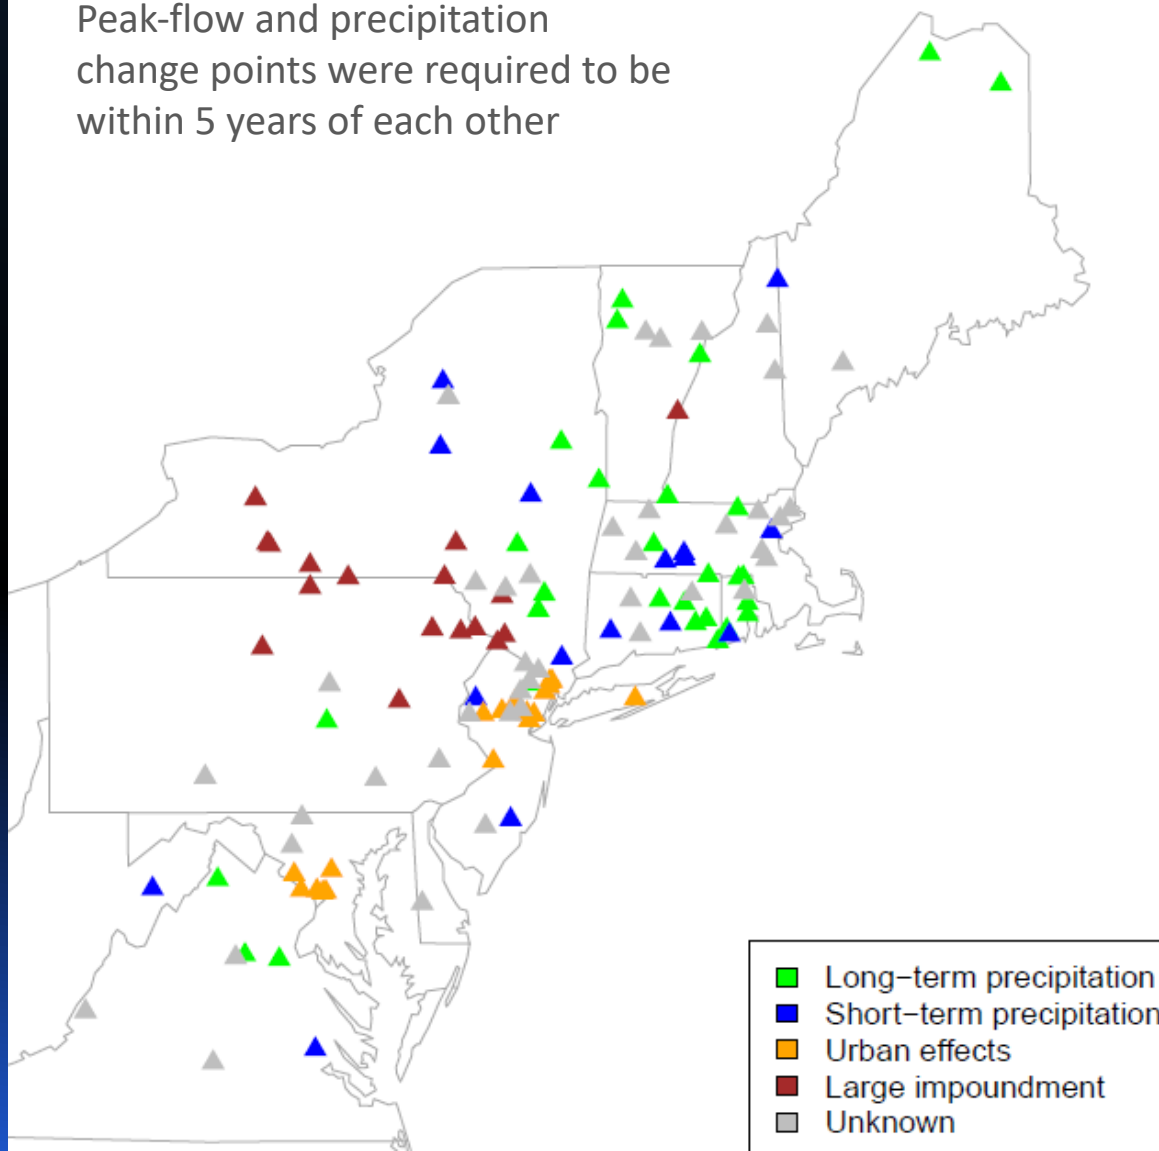 Peak-flow and precipitation
change points were required to be
within 5 years of each other
Long−term precipitation
Short−term precipitation
Urban effects
Large impoundment
Unknown